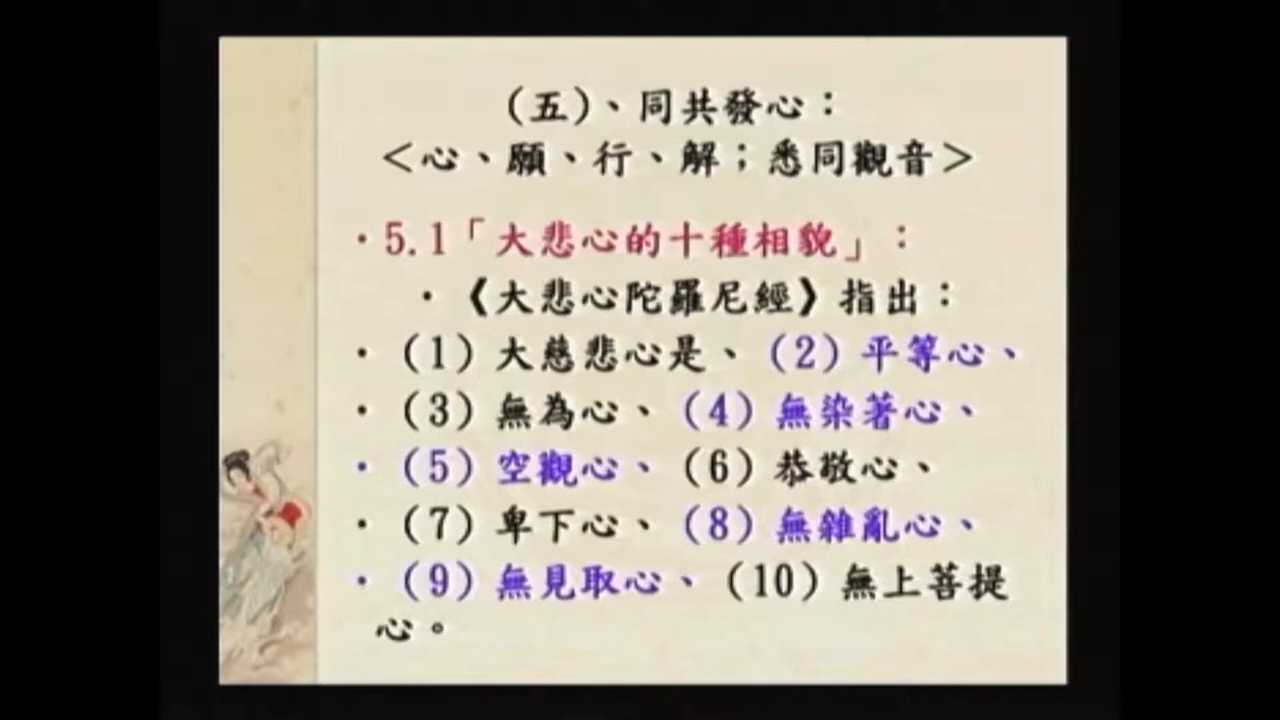 (五)、同共發心：
＜心、願、行、解；悉同觀音＞
·5.1「大悲心的十種相貌」：
·《大悲心陀羅尼經》指出：
·（1）大慈悲心是、（2）平等心、
·（3）無為心、（4）無染著心、
·（5）空觀心、（6）恭敬心、
·（7）卑下心、（8）無雜亂心、
·（9）無見取心、（10）無上菩提
心。